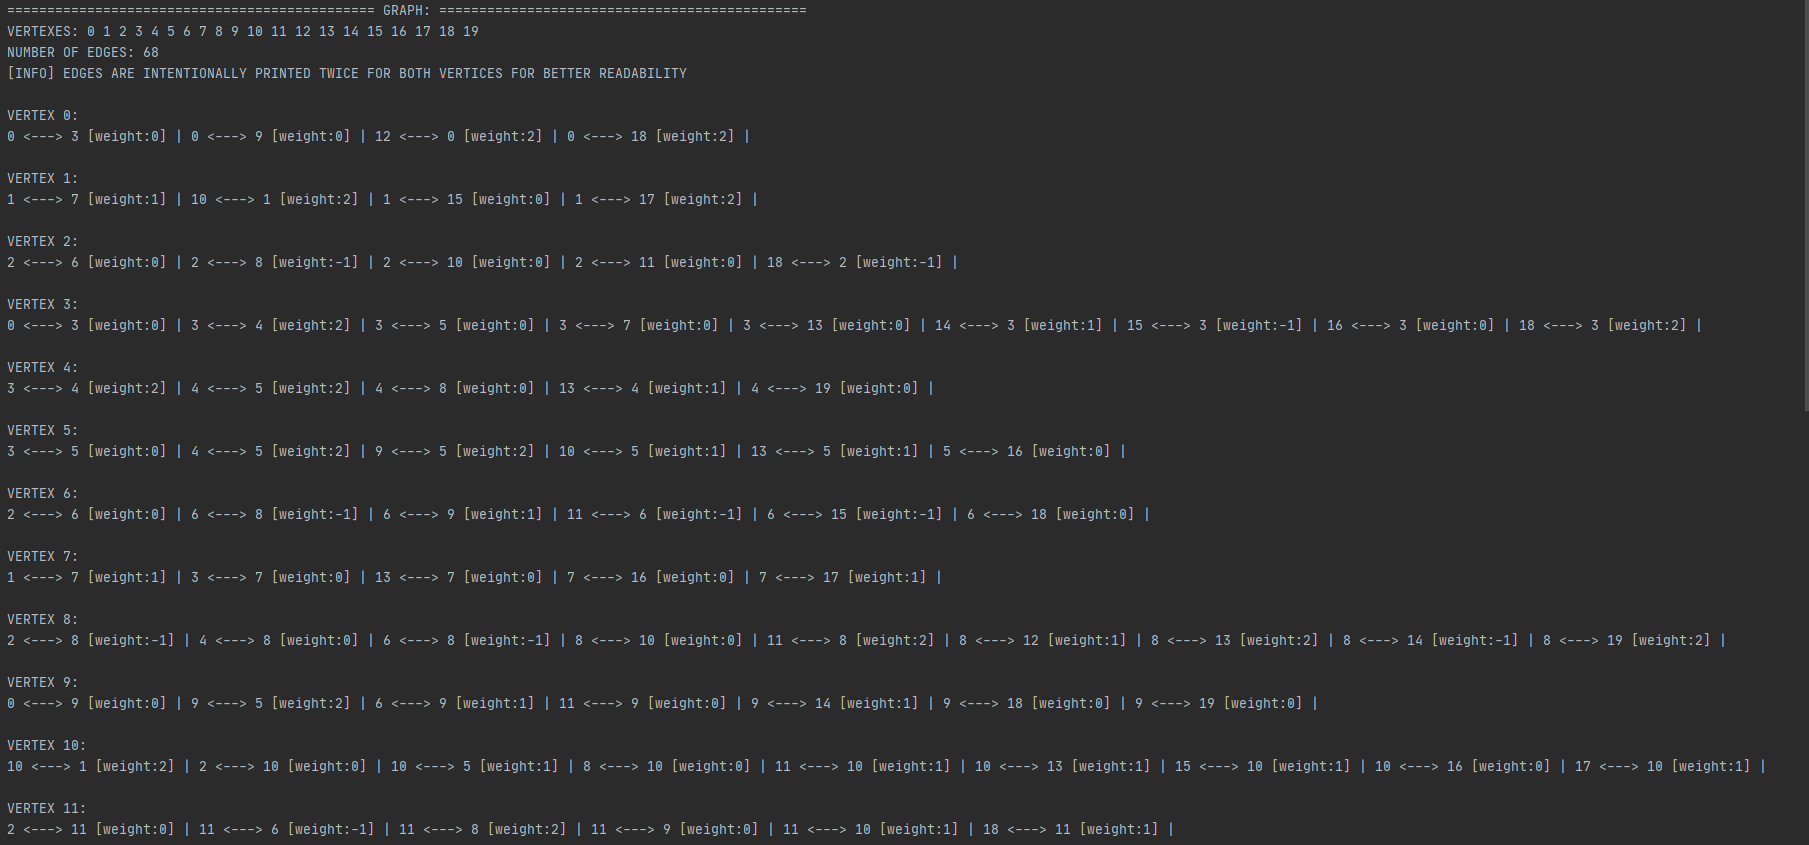 ============================================== GRAPH: ==============================================
VERTEXES: 0 1 2 3 4 5 6 7 8 9 10 11 12 13 14 15 16 17 18 19
NUMBER OF EDGES: 68
[INFO] EDGES ARE INTENTIONALLY PRINTED TWICE FOR BOTH VERTICES FOR BETTER READABILITY
VERTEX 0:
0 <---> 3 [weight:0] | 0 <---> 9 [weight:0] | 12 <---> 0 [weight:2] | 0 <---> 18 [weight:2] |
VERTEX 1:
1 <---> 7 [weight:1] | 10 <---> 1 [weight:2] | 1 <---> 15 [weight:0] | 1 <---> 17 [weight:2] |
VERTEX 2:
2 <---> 6 [weight:0] | 2 <---> 8 [weight:-1] | 2 <---> 10 [weight:0] | 2 <---> 11 [weight:0] | 18 <---> 2 [weight:-1] |
VERTEX 3:
0 <---> 3 [weight:0] | 3 <---> 4 [weight:2] | 3 <---> 5 [weight:0] | 3 <---> 7 [weight:0] | 3 <---> 13 [weight:0] | 14 <---> 3 [weight:1] | 15 <---> 3 [weight:-1] | 16 <---> 3 [weight:0] | 18 <---> 3 [weight:2] |
VERTEX 4:
3 <---> 4 [weight:2] | 4 <---> 5 [weight:2] | 4 <---> 8 [weight:0] | 13 <---> 4 [weight:1] | 4 <---> 19 [weight:0] |
VERTEX 5:
3 <---> 5 [weight:0] | 4 <---> 5 [weight:2] | 9 <---> 5 [weight:2] | 10 <---> 5 [weight:1] | 13 <---> 5 [weight:1] | 5 <---> 16 [weight:0] |
VERTEX 6:
2 <---> 6 [weight:0] | 6 <---> 8 [weight:-1] | 6 <---> 9 [weight:1] | 11 <---> 6 [weight:-1] | 6 <---> 15 [weight:-1] | 6 <---> 18 [weight:0] |
VERTEX 7:
1 <---> 7 [weight:1] | 3 <---> 7 [weight:0] | 13 <---> 7 [weight:0] | 7 <---> 16 [weight:0] | 7 <---> 17 [weight:1] |
VERTEX 8:
2 <---> 8 [weight:-1] | 4 <---> 8 [weight:0] | 6 <---> 8 [weight:-1] | 8 <---> 10 [weight:0] | 11 <---> 8 [weight:2] | 8 <---> 12 [weight:1] | 8 <---> 13 [weight:2] | 8 <---> 14 [weight:-1] | 8 <---> 19 [weight:2] |
VERTEX 9:
0 <---> 9 [weight:0] | 9 <---> 5 [weight:2] | 6 <---> 9 [weight:1] | 11 <---> 9 [weight:0] | 9 <---> 14 [weight:1] | 9 <---> 18 [weight:0] | 9 <---> 19 [weight:0] |
VERTEX 10:
10 <---> 1 [weight:2] | 2 <---> 10 [weight:0] | 10 <---> 5 [weight:1] | 8 <---> 10 [weight:0] | 11 <---> 10 [weight:1] | 10 <---> 13 [weight:1] | 15 <---> 10 [weight:1] | 10 <---> 16 [weight:0] | 17 <---> 10 [weight:1] |
VERTEX 11:
2 <---> 11 [weight:0] | 11 <---> 6 [weight:-1] | 11 <---> 8 [weight:2] | 11 <---> 9 [weight:0] | 11 <---> 10 [weight:1] | 18 <---> 11 [weight:1] |